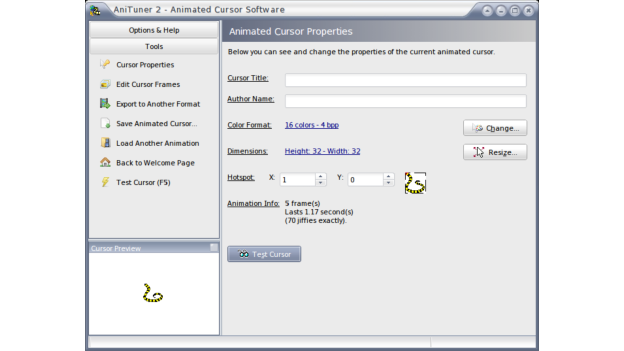 AniTuner 2 - Animated Cursor Software
Options & Help
Tools
Cursor Properties
Edit Cursor Frames
Export to Another Format
Save Animated Cursor...
Load Another Animation
Back to Welcome Page
Test Cursor (F5)
Cursor Preview
Animated Cursor Properties
Below you can see and change the properties of the current animated cursor.
Cursor Title:
Author Name:
Color Format: 16 colors - 4 bpp Change...
Dimensions: Height: 32 - Width: 32 Resize...
Hotspot: X: 1 Y: 0
Animation Info: 5 frame(s)
Lasts 1.17 second(s)
(70 jiffies exactly).
Test Cursor